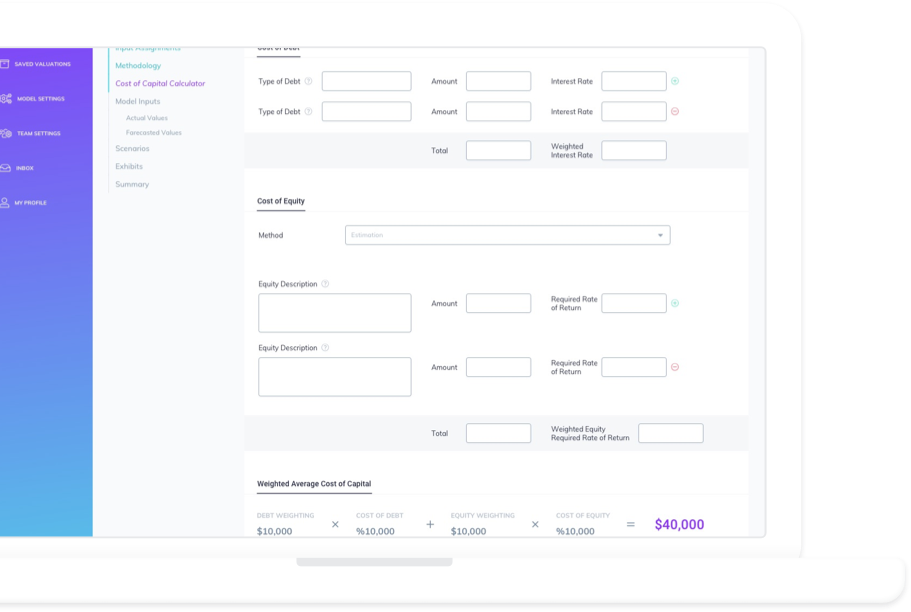 Input Assignments
Cost of Debt
SAVED VALUATIONS
Methodology
Cost of Capital Calculator
MODEL SETTINGS
Model Inputs
Actual Values
TEAM SETTINGS
Forecasted Values
Scenarios
INBOX
Exhibits
Summary
MY PROFILE
Type of Debt ? Amount Interest Rate
Type of Debt ? Amount Interest Rate
Total Weighted
Interest Rate
Cost of Equity
Method Estimation
Equity Description ?
Amount Required Rate
of Return
Equity Description ?
Amount Required Rate
of Return
Total Weighted Equity
Required Rate of Return
Weighted Average Cost of Capital
DEBT WEIGHTING COST OF DEBT EQUITY WEIGHTING COST OF EQUITY
$10,000 × %10,000 + $10,000 × %10,000 = $40,000